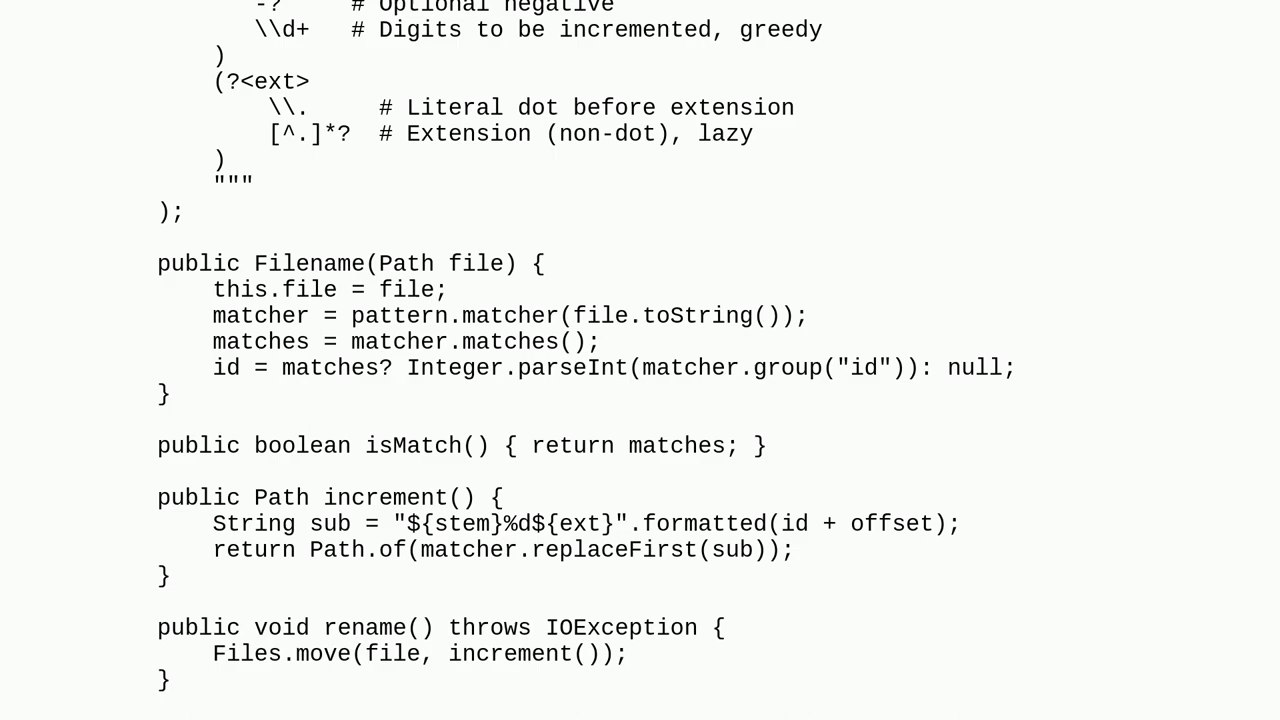 -?     # Optional negative
\\d+   # Digits to be incremented, greedy
)
(?<ext>
\\.     # Literal dot before extension
[^.]*?  # Extension (non-dot), lazy
)
"""
);
public Filename(Path file) {
this.file = file;
matcher = pattern.matcher(file.toString());
matches = matcher.matches();
id = matches? Integer.parseInt(matcher.group("id")): null;
}
public boolean isMatch() { return matches; }
public Path increment() {
String sub = "${stem}%d${ext}".formatted(id + offset);
return Path.of(matcher.replaceFirst(sub));
}
public void rename() throws IOException {
Files.move(file, increment());
}